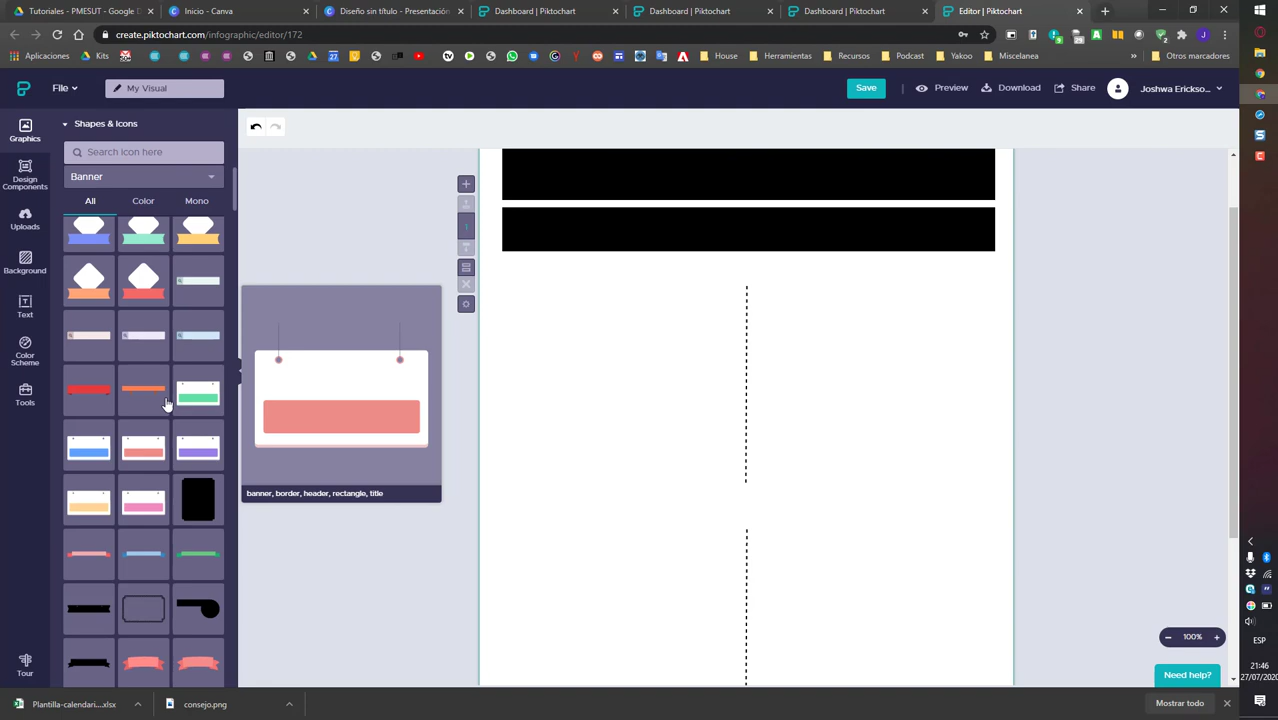 Tutoriales - PMESUT - Google D
Inicio - Canva
Diseño sin título - Presentación
Dashboard | Piktochart
Dashboard | Piktochart
Dashboard | Piktochart
Editor | Piktochart
create.piktochart.com/infographic/editor/172
Aplicaciones
Kits
House
Herramientas
Recursos
Podcast
Yakoo
Miscelanea
Otros marcadores
File
My Visual
Save
Preview
Download
Share
Joshwa Erickso...
Graphics
Design
Components
Uploads
Background
Text
Color
Scheme
Tools
Tour
Shapes & Icons
Search icon here
Banner
All
Color
Mono
banner, border, header, rectangle, title
1
100%
Need help?
ESP
21:46
27/07/2020
Plantilla-calendari....xlsx
consejo.png
Mostrar todo